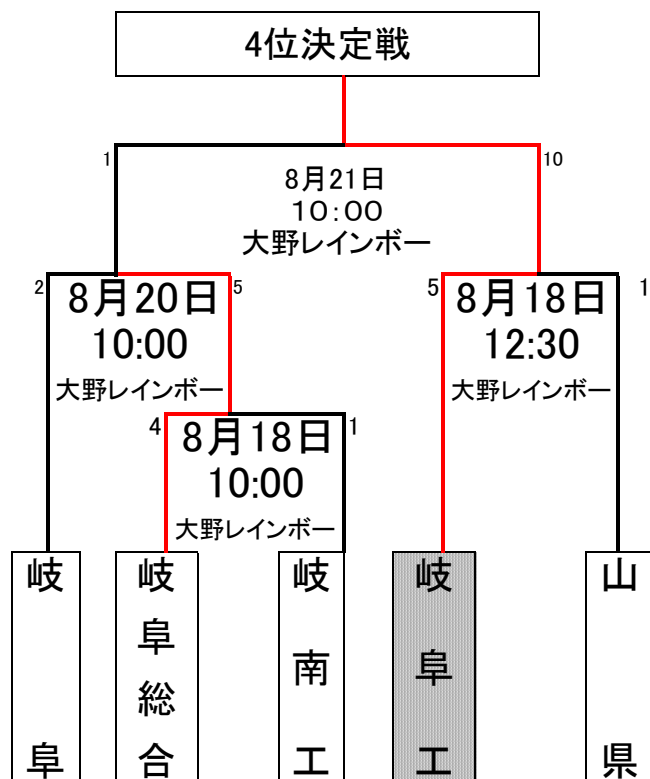 4位決定戦
1
10
8月21日
10:00
大野レインボー
2
8月20日
5
10:00
大野レインボー
5
8月18日
1
12:30
大野レインボー
4
8月18日
1
10:00
大野レインボー
岐阜
岐阜総合
岐南工
岐阜工
山県